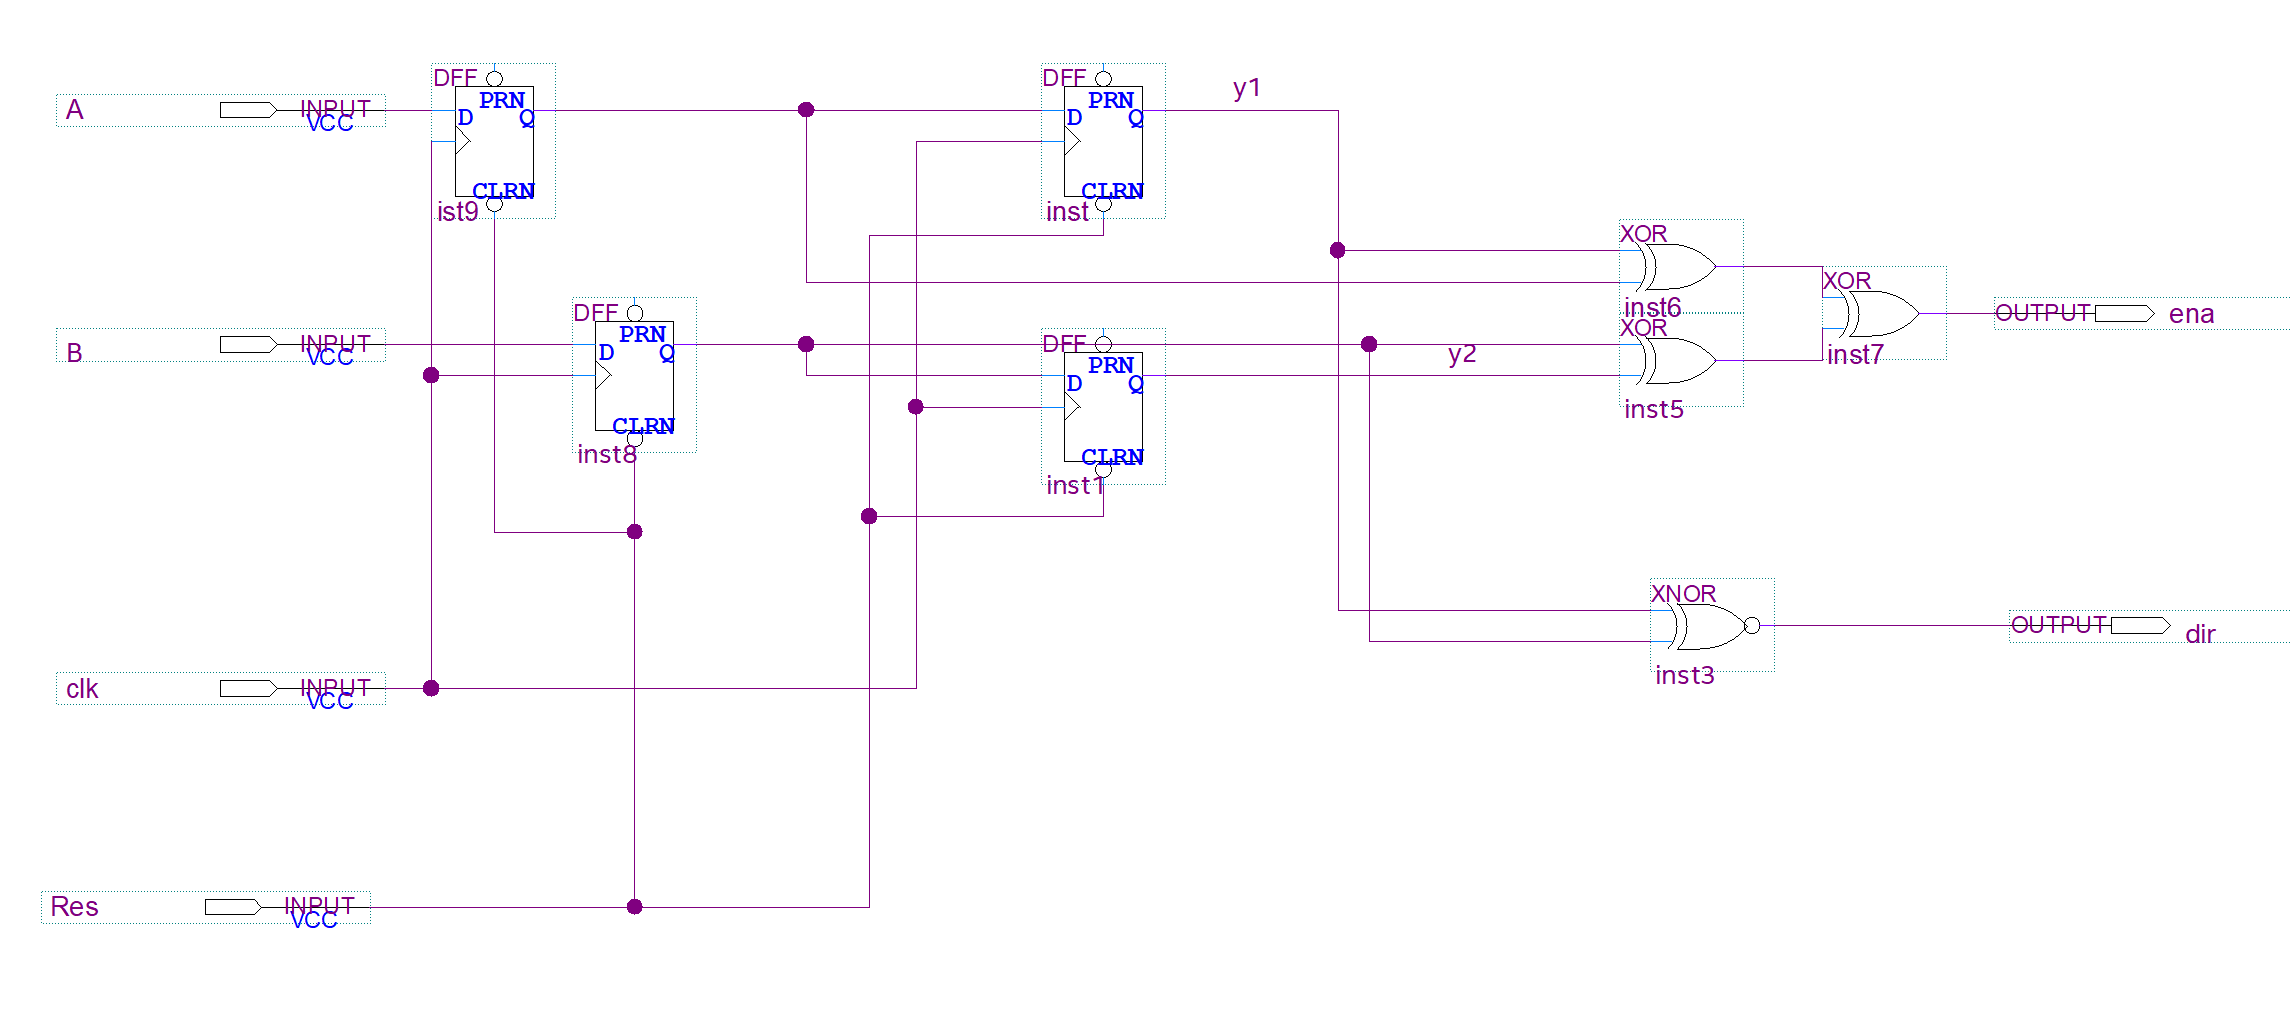 A
INPUT
VCC
DFF
PRN
D
Q
CLRN
ist9
DFF
PRN
D
Q
CLRN
inst
y1
XOR
inst6
XOR
inst7
OUTPUT
ena
B
INPUT
VCC
DFF
PRN
D
Q
CLRN
inst8
DFF
PRN
D
Q
CLRN
inst1
y2
XOR
inst5
XNOR
inst3
OUTPUT
dir
clk
INPUT
VCC
Res
INPUT
VCC